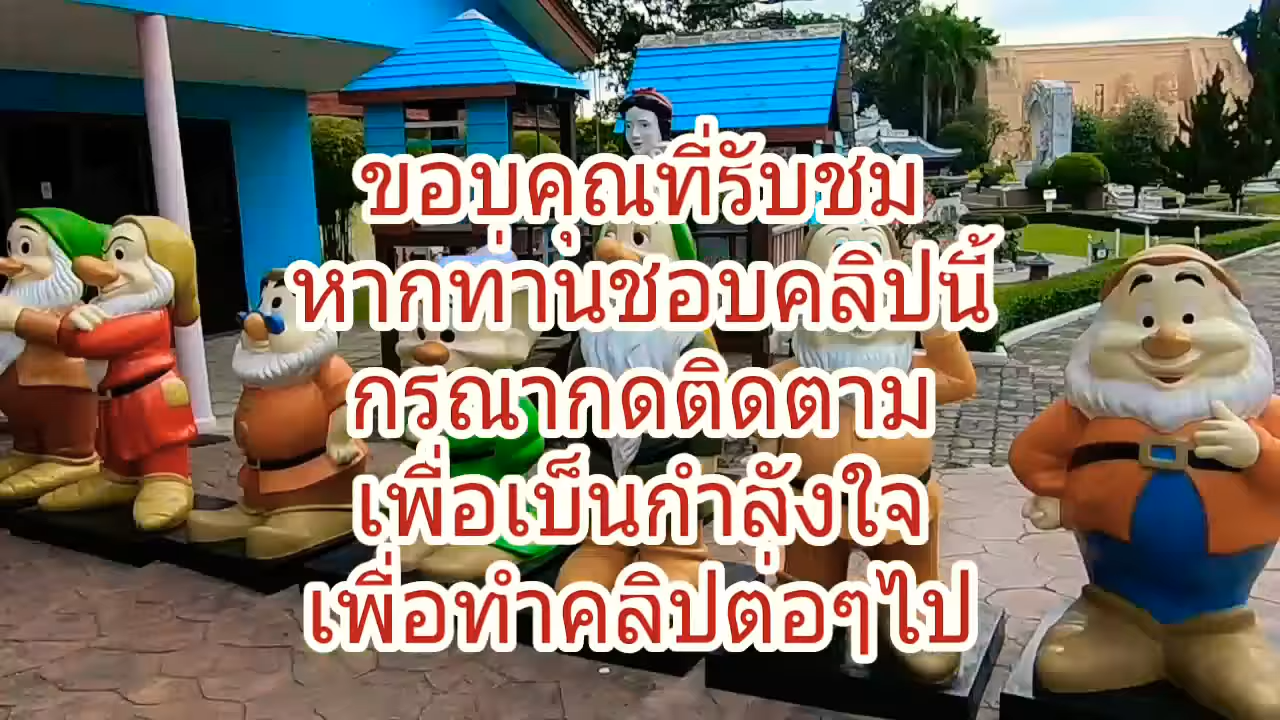 ขอบคุณที่รับชม
หากท่านชอบคลิปนี้
กรุณากดติดตาม
เพื่อเป็นกำลังใจ
เพื่อทำคลิปต่อๆไป